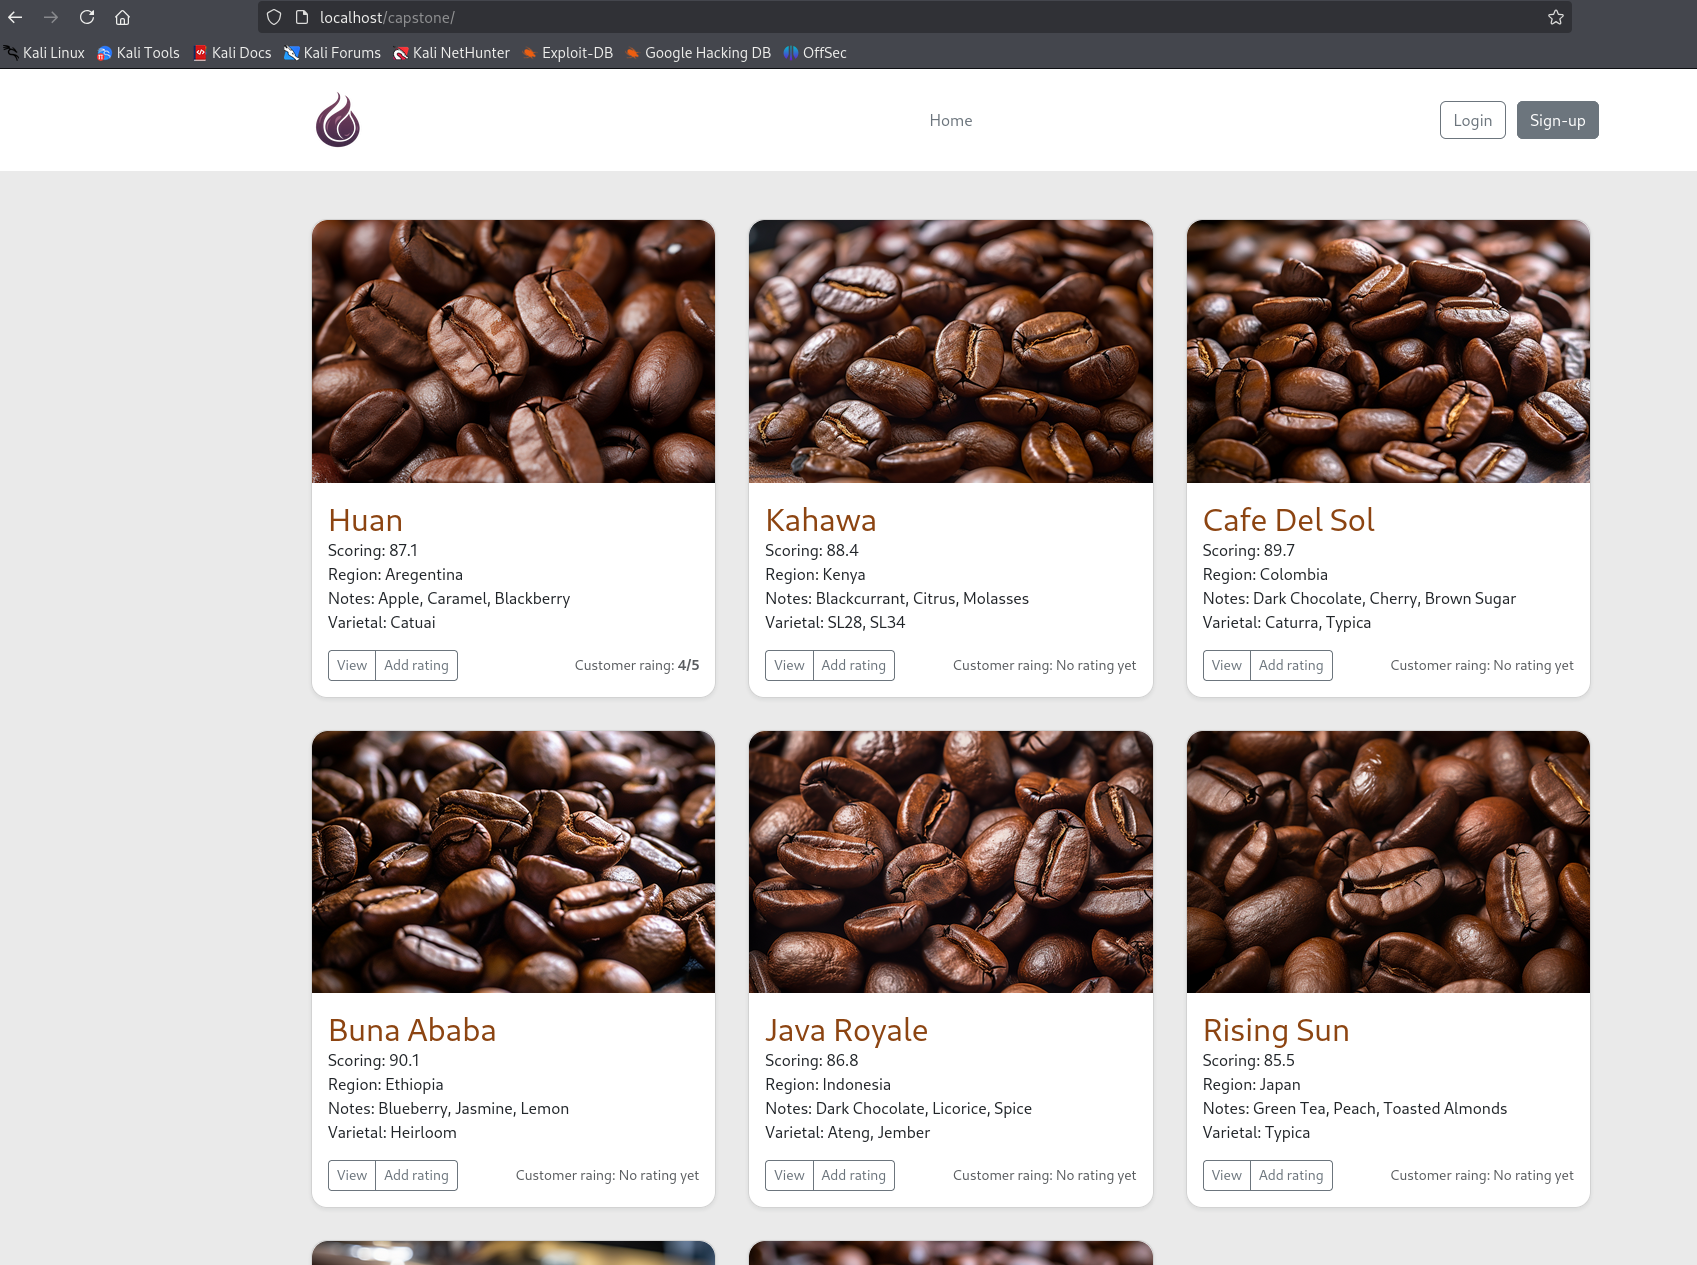 localhost/capstone/
Kali Linux Kali Tools Kali Docs Kali Forums Kali NetHunter Exploit-DB Google Hacking DB OffSec
Home Login Sign-up
Huan
Scoring: 87.1
Region: Aregentina
Notes: Apple, Caramel, Blackberry
Varietal: Catuai
View Add rating Customer raing: 4/5
Kahawa
Scoring: 88.4
Region: Kenya
Notes: Blackcurrant, Citrus, Molasses
Varietal: SL28, SL34
View Add rating Customer raing: No rating yet
Cafe Del Sol
Scoring: 89.7
Region: Colombia
Notes: Dark Chocolate, Cherry, Brown Sugar
Varietal: Caturra, Typica
View Add rating Customer raing: No rating yet
Buna Ababa
Scoring: 90.1
Region: Ethiopia
Notes: Blueberry, Jasmine, Lemon
Varietal: Heirloom
View Add rating Customer raing: No rating yet
Java Royale
Scoring: 86.8
Region: Indonesia
Notes: Dark Chocolate, Licorice, Spice
Varietal: Ateng, Jember
View Add rating Customer raing: No rating yet
Rising Sun
Scoring: 85.5
Region: Japan
Notes: Green Tea, Peach, Toasted Almonds
Varietal: Typica
View Add rating Customer raing: No rating yet